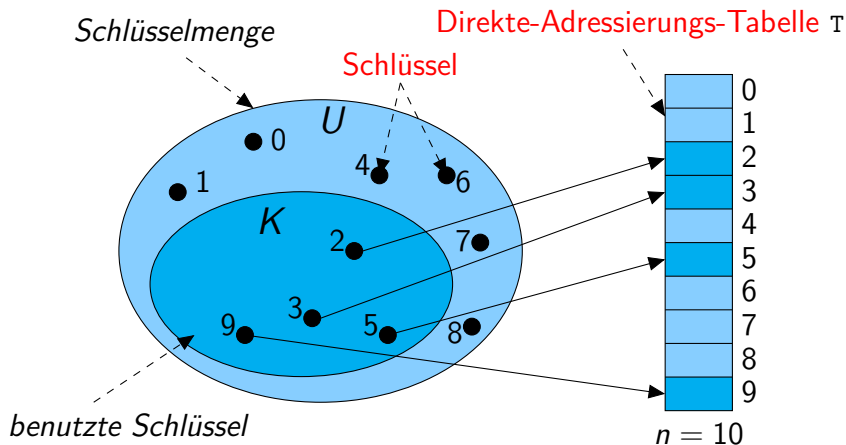 Direkte-Adressierungs-Tabelle T
Schlüsselmenge
Schlüssel
U
0
1
4
6
K
2
7
3
9
5
8
0
1
2
3
4
5
6
7
8
9
benutzte Schlüssel
n = 10